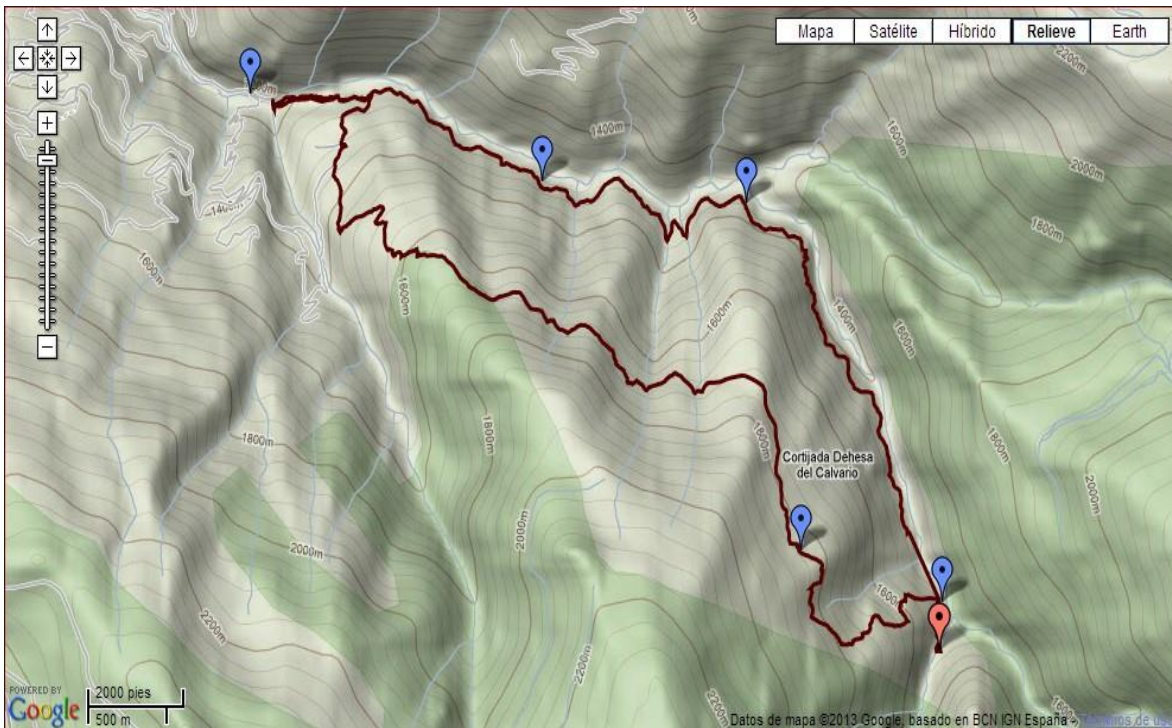 Mapa
Satélite
Híbrido
Relieve
Earth
2200m
1400m
1600m
2000m
1400m
1800m
1600m
1600m
1600m
1400m
1600m
1800m
1800m
Cortijada Dehesa
del Calvario
1800m
1800m
2000m
2000m
2000m
1600m
2200m
2200m
2200m
POWERED BY
Google
2000 pies
500 m
Datos de mapa ©2013 Google, basado en BCN IGN España -